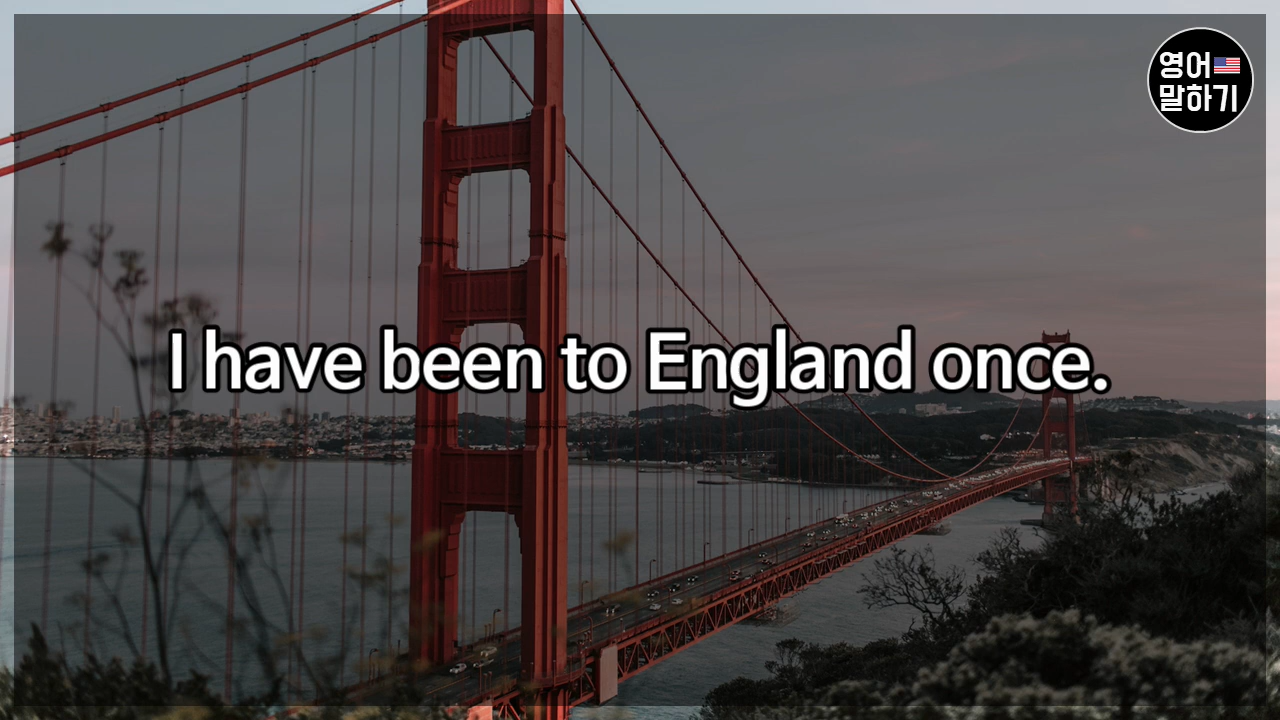 영어
말하기
I have been to England once.